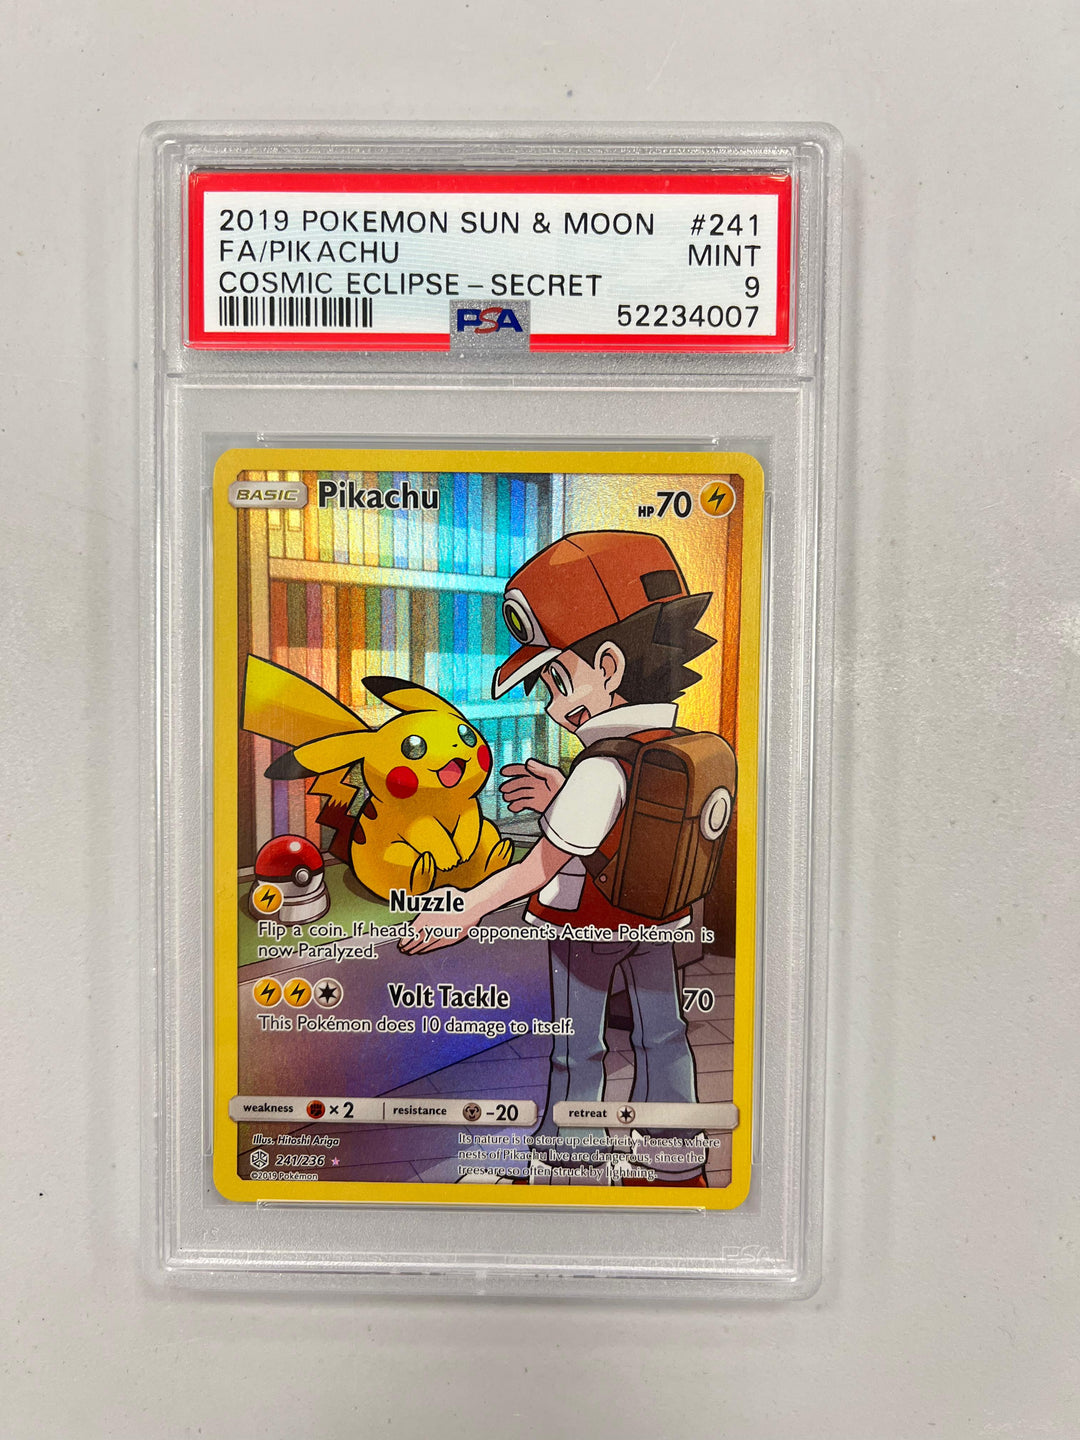 2019 POKEMON SUN & MOON #241
FA/PIKACHU MINT
COSMIC ECLIPSE – SECRET 9
PSA 52234007
BASIC Pikachu HP 70
Nuzzle
Flip a coin. If heads, your opponent's Active Pokémon is
now Paralyzed.
Volt Tackle 70
This Pokémon does 10 damage to itself.
weakness ×2 resistance -20 retreat
Illus. Hitoshi Ariga
241/236
©2019 Pokémon
Its nature is to store up electricity. Forests where
nests of Pikachu live are dangerous, since the
trees are so often struck by lightning.
PSA